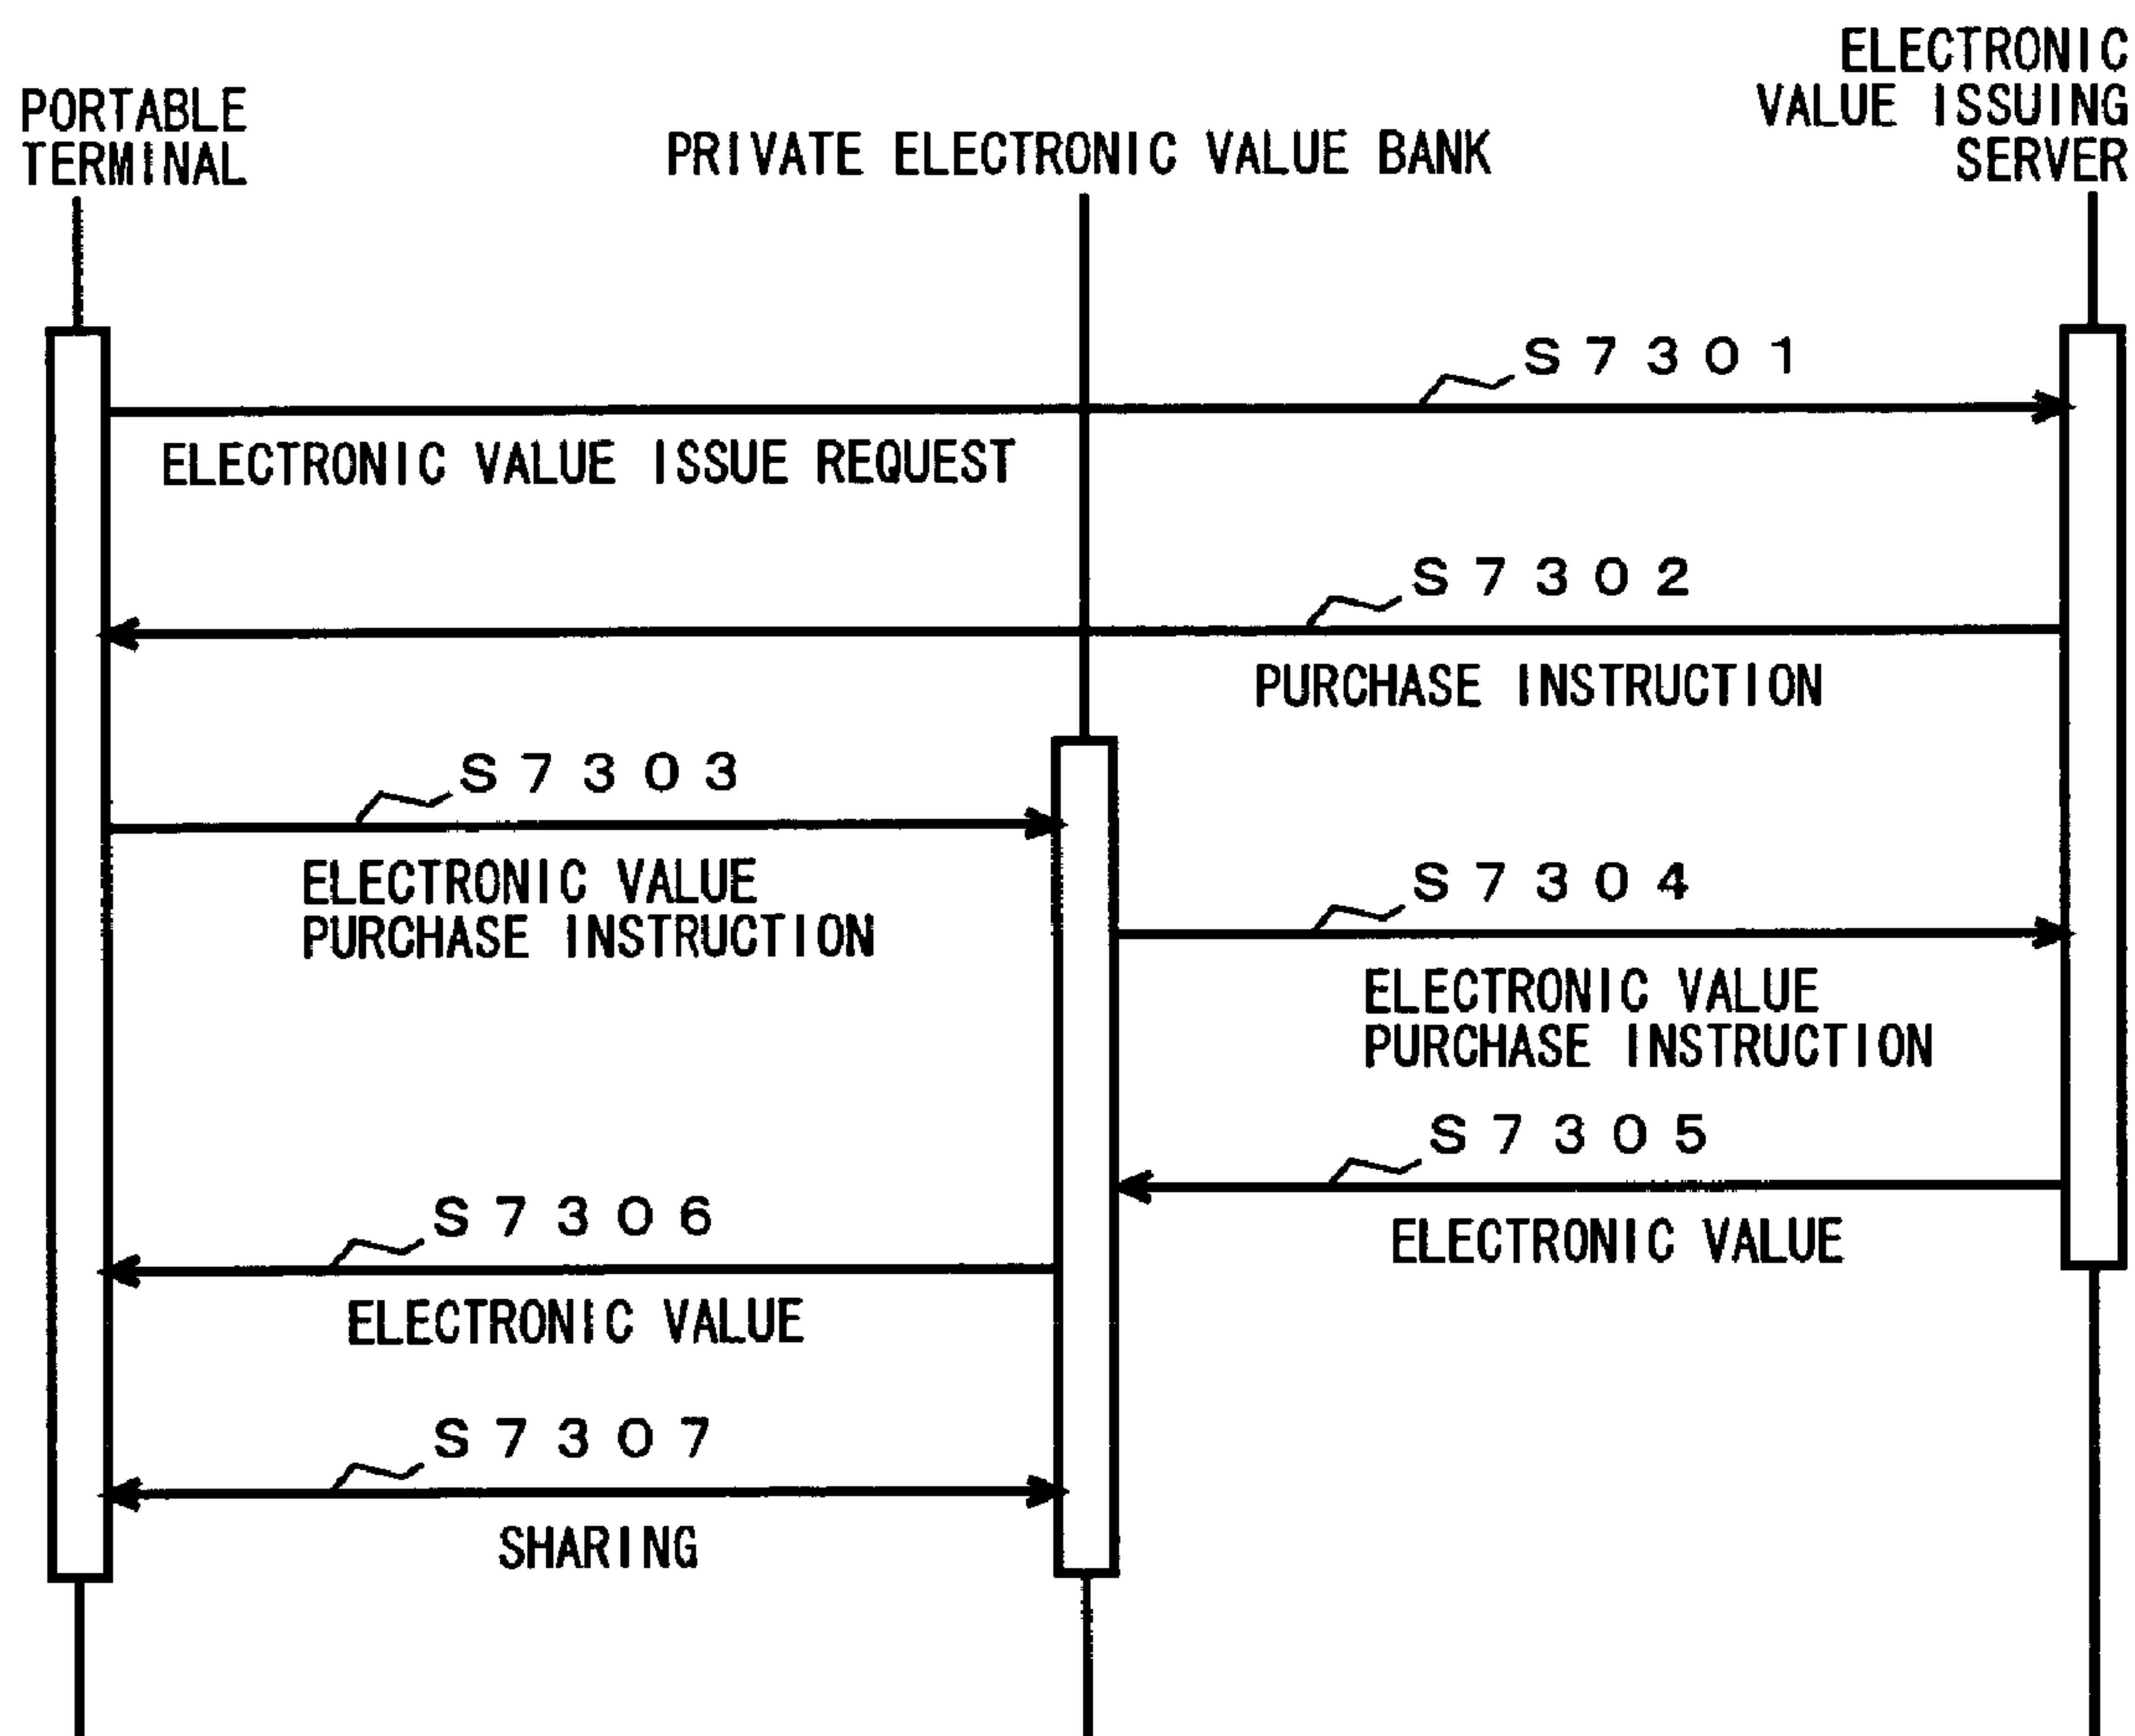 PORTABLE
TERMINAL
PRIVATE ELECTRONIC VALUE BANK
ELECTRONIC
VALUE ISSUING
SERVER
S7301
ELECTRONIC VALUE ISSUE REQUEST
S7302
PURCHASE INSTRUCTION
S7303
ELECTRONIC VALUE
PURCHASE INSTRUCTION
S7304
ELECTRONIC VALUE
PURCHASE INSTRUCTION
S7305
ELECTRONIC VALUE
S7306
ELECTRONIC VALUE
S7307
SHARING